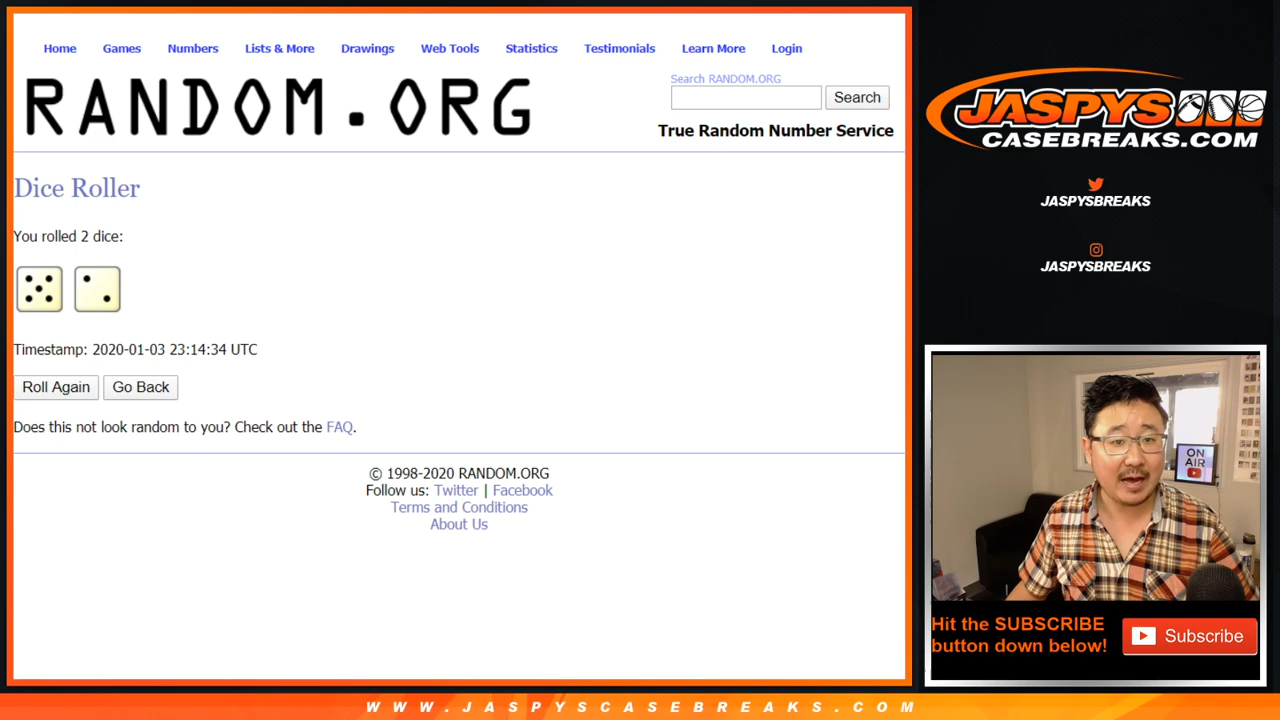 Home Games Numbers Lists & More Drawings Web Tools Statistics Testimonials Learn More Login
RANDOM.ORG
Search RANDOM.ORG
Search
True Random Number Service
Dice Roller
You rolled 2 dice:
Timestamp: 2020-01-03 23:14:34 UTC
Roll Again Go Back
Does this not look random to you? Check out the FAQ.
© 1998-2020 RANDOM.ORG
Follow us: Twitter | Facebook
Terms and Conditions
About Us
JASPYS
CASEBREAKS.COM
JASPYSBREAKS
JASPYSBREAKS
ON
AIR
Hit the SUBSCRIBE
button down below!
Subscribe
WWW.JASPYSCASEBREAKS.COM